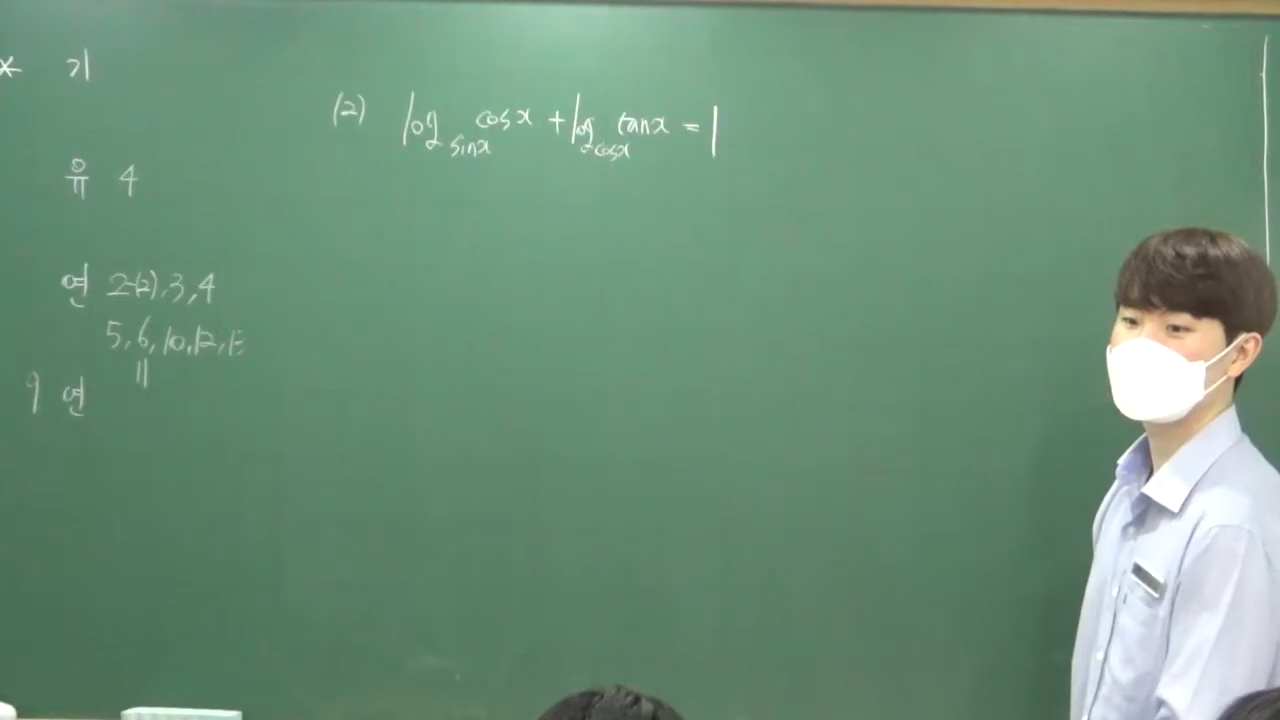 * 기
(2) log_sinx cosx + log_cosx tanx = 1
유 4
연 2-(2), 3, 4
5, 6, 10, 12, 13
11
9 연